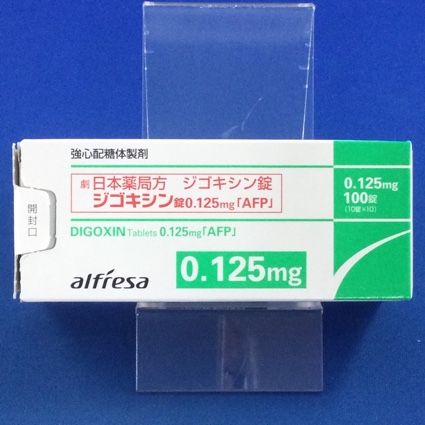 強心配糖体製剤
劇 日本薬局方 ジゴキシン錠
ジゴキシン錠0.125mg「AFP」
DIGOXIN Tablets 0.125mg「AFP」
alfresa
0.125mg
0.125mg
100錠
(10錠×10)
開封口